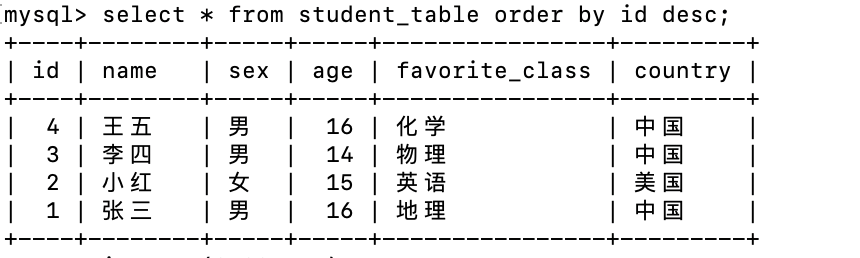 mysql> select * from student_table order by id desc;
+----+--------+-----+-----+----------------+---------+
| id | name   | sex | age | favorite_class | country |
+----+--------+-----+-----+----------------+---------+
|  4 | 王五   | 男  |  16 | 化学           | 中国    |
|  3 | 李四   | 男  |  14 | 物理           | 中国    |
|  2 | 小红   | 女  |  15 | 英语           | 美国    |
|  1 | 张三   | 男  |  16 | 地理           | 中国    |
+----+--------+-----+-----+----------------+---------+